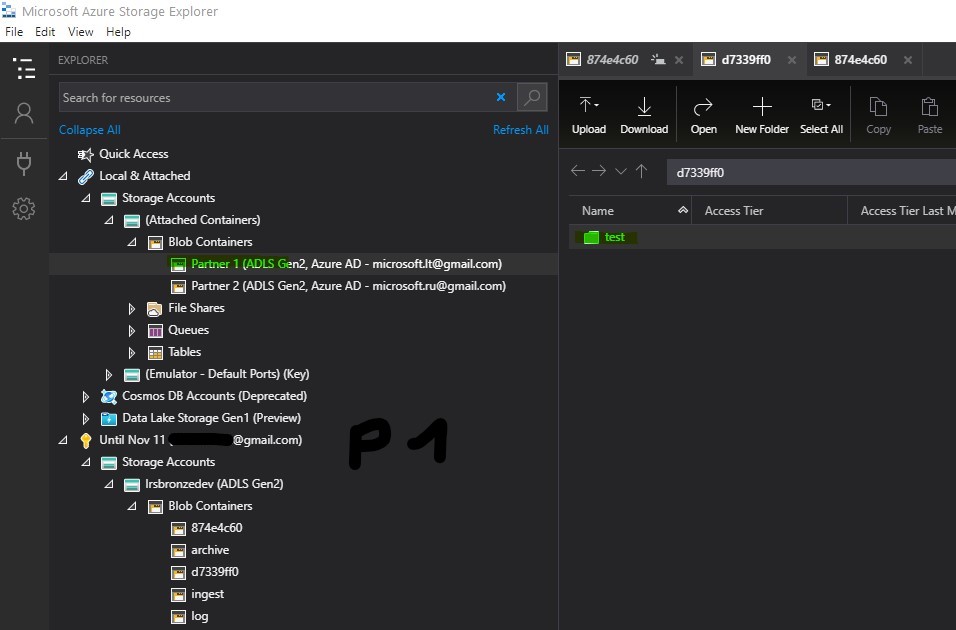 Microsoft Azure Storage Explorer
File Edit View Help
EXPLORER
Search for resources
Collapse All Refresh All
Quick Access
Local & Attached
Storage Accounts
(Attached Containers)
Blob Containers
Partner 1 (ADLS Gen2, Azure AD - microsoft.lt@gmail.com)
Partner 2 (ADLS Gen2, Azure AD - microsoft.ru@gmail.com)
File Shares
Queues
Tables
(Emulator - Default Ports) (Key)
Cosmos DB Accounts (Deprecated)
Data Lake Storage Gen1 (Preview)
Until Nov 11 ( @gmail.com)
Storage Accounts
lrsbronzedev (ADLS Gen2)
Blob Containers
874e4c60
archive
d7339ff0
ingest
log
P 1
874e4c60 d7339ff0 874e4c60
Upload Download Open New Folder Select All Copy Paste
d7339ff0
Name Access Tier Access Tier Last M
test